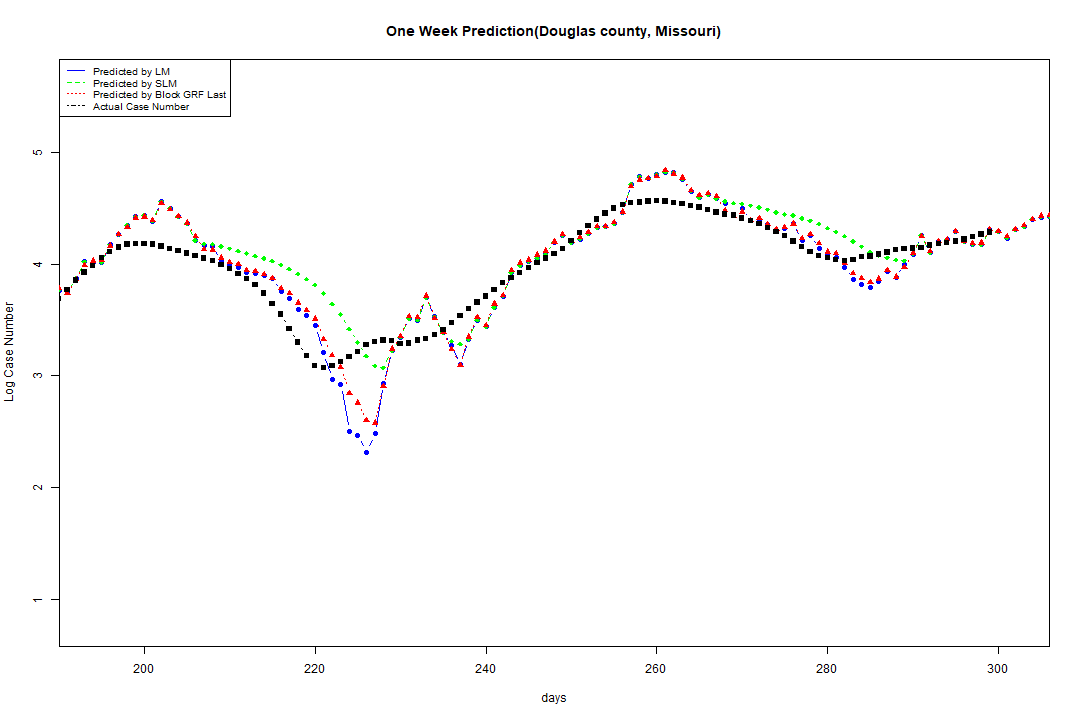 One Week Prediction(Douglas county, Missouri)
Predicted by LM
Predicted by SLM
Predicted by Block GRF Last
Actual Case Number
5
4
3
2
1
Log Case Number
200 220 240 260 280 300
days